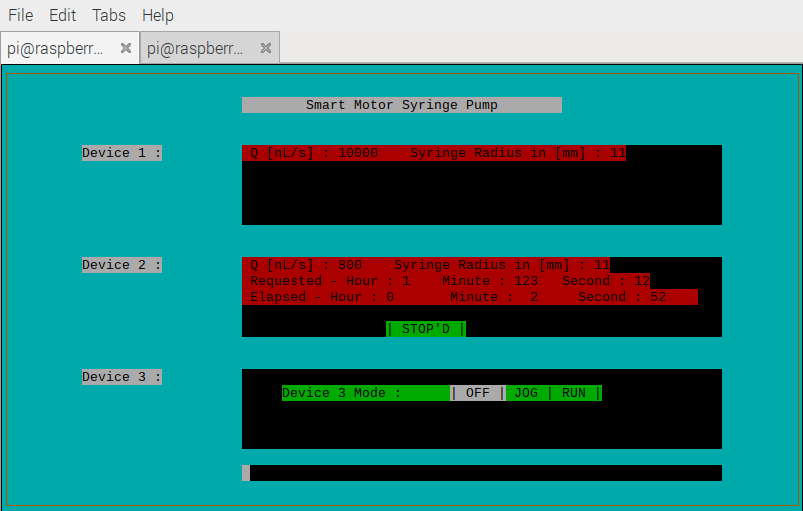 File Edit Tabs Help
pi@raspberr... pi@raspberr...
Smart Motor Syringe Pump
Device 1 : Q [nL/s] : 10000 Syringe Radius in [mm] : 11
Device 2 : Q [nL/s] : 800 Syringe Radius in [mm] : 11
Requested - Hour : 1 Minute : 123 Second : 12
Elapsed - Hour : 0 Minute : 2 Second : 52
| STOP'D |
Device 3 :
Device 3 Mode : | OFF | JOG | RUN |